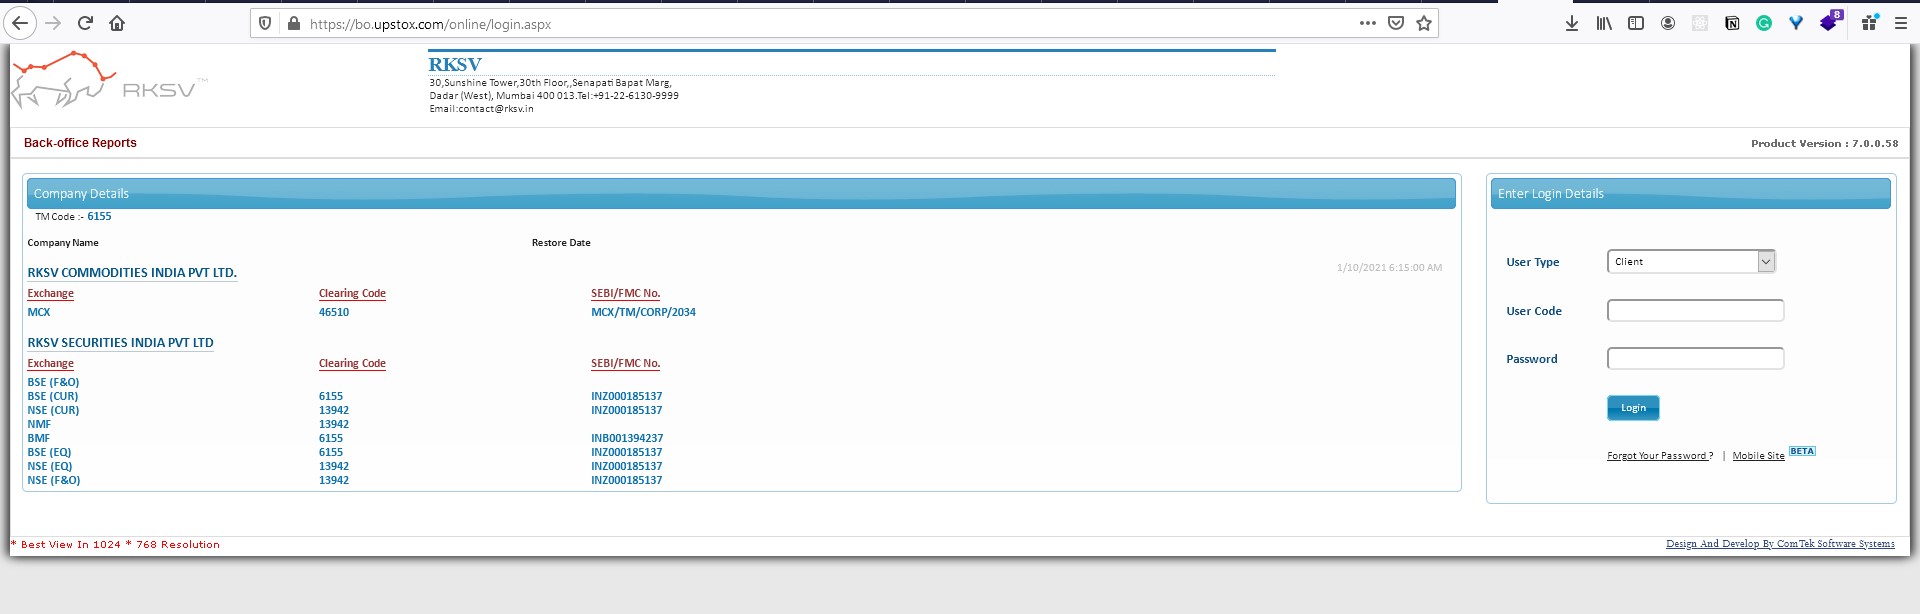 https://bo.upstox.com/online/login.aspx
8
RKSV™
RKSV
30,Sunshine Tower,30th Floor,,Senapati Bapat Marg,
Dadar (West), Mumbai 400 013.Tel:+91-22-6130-9999
Email:contact@rksv.in
Back-office Reports
Product Version : 7.0.0.58
Company Details
TM Code :- 6155
Company Name Restore Date
RKSV COMMODITIES INDIA PVT LTD. 1/10/2021 6:15:00 AM
Exchange Clearing Code SEBI/FMC No.
MCX 46510 MCX/TM/CORP/2034
RKSV SECURITIES INDIA PVT LTD
Exchange Clearing Code SEBI/FMC No.
BSE (F&O)
BSE (CUR) 6155 INZ000185137
NSE (CUR) 13942 INZ000185137
NMF 13942
BMF 6155 INB001394237
BSE (EQ) 6155 INZ000185137
NSE (EQ) 13942 INZ000185137
NSE (F&O) 13942 INZ000185137
Enter Login Details
User Type Client
User Code
Password
Login
Forgot Your Password ? | Mobile Site BETA
* Best View In 1024 * 768 Resolution
Design And Develop By ComTek Software Systems